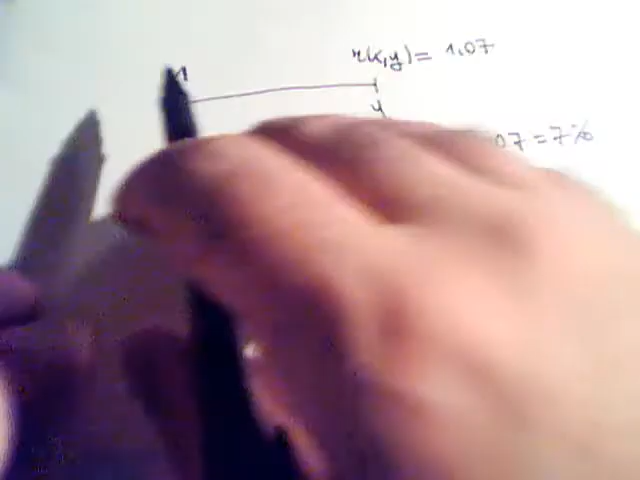 r(x,y) = 1.07
y
07 = 7%